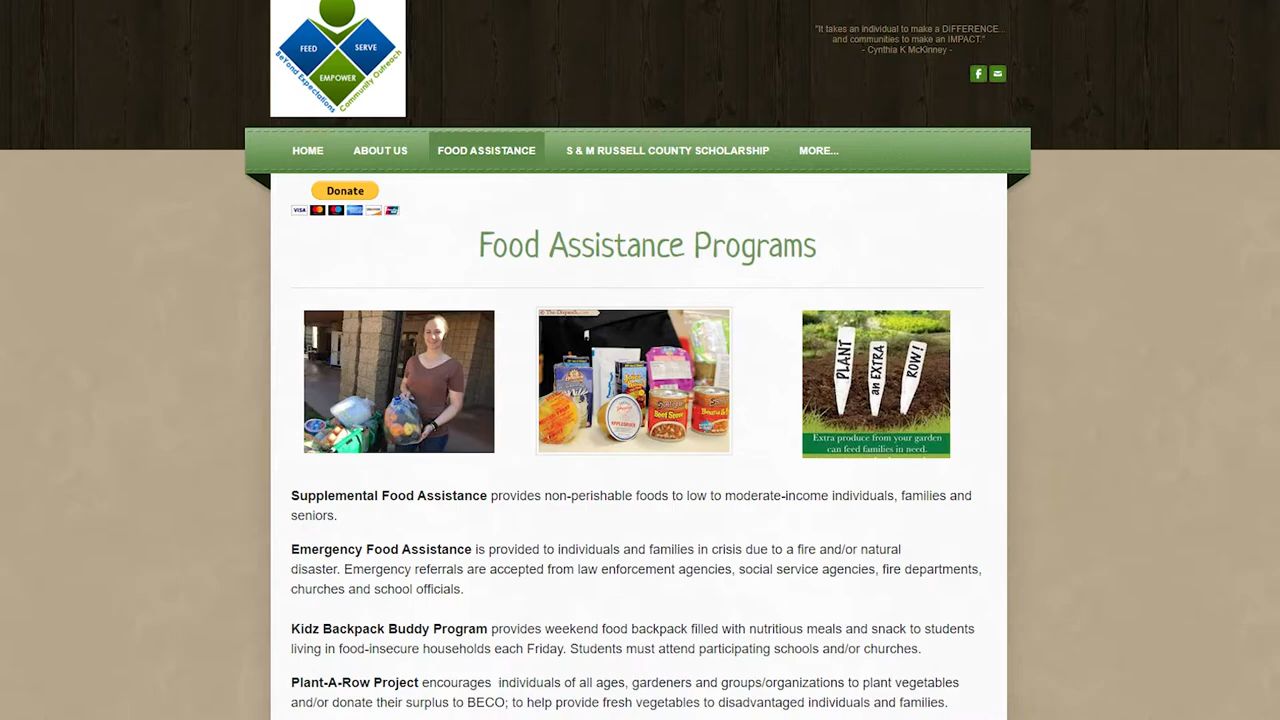 FEED
SERVE
EMPOWER
BeYond Expectations
Community Outreach
"It takes an individual to make a DIFFERENCE...
and communities to make an IMPACT."
- Cynthia K McKinney -
HOME
ABOUT US
FOOD ASSISTANCE
S & M RUSSELL COUNTY SCHOLARSHIP
MORE...
Donate
VISA
Food Assistance Programs
PLANT
an EXTRA
ROW!
Extra produce from your garden
can feed families in need.
Supplemental Food Assistance provides non-perishable foods to low to moderate-income individuals, families and
seniors.
Emergency Food Assistance is provided to individuals and families in crisis due to a fire and/or natural
disaster. Emergency referrals are accepted from law enforcement agencies, social service agencies, fire departments,
churches and school officials.
Kidz Backpack Buddy Program provides weekend food backpack filled with nutritious meals and snack to students
living in food-insecure households each Friday. Students must attend participating schools and/or churches.
Plant-A-Row Project encourages individuals of all ages, gardeners and groups/organizations to plant vegetables
and/or donate their surplus to BECO; to help provide fresh vegetables to disadvantaged individuals and families.